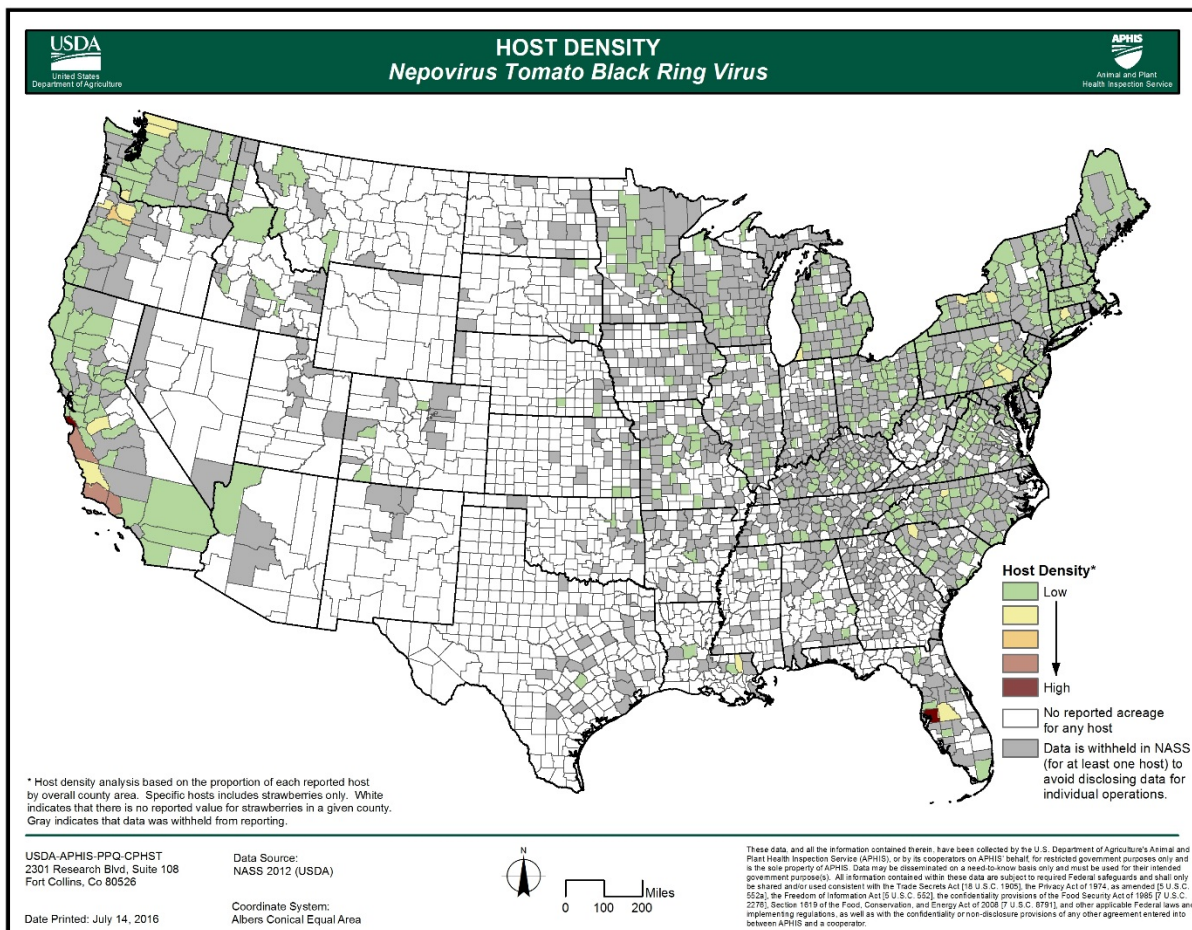 USDA
United States
Department of Agriculture
HOST DENSITY
Nepovirus Tomato Black Ring Virus
APHIS
Animal and Plant
Health Inspection Service
Host Density*
Low
High
No reported acreage
for any host
Data is withheld in NASS
(for at least one host) to
avoid disclosing data for
individual operations.
* Host density analysis based on the proportion of each reported host
by overall county area. Specific hosts includes strawberries only. White
indicates that there is no reported value for strawberries in a given county.
Gray indicates that data was withheld from reporting.
USDA-APHIS-PPQ-CPHST
2301 Research Blvd, Suite 108
Fort Collins, Co 80526
Date Printed: July 14, 2016
Data Source:
NASS 2012 (USDA)
Coordinate System:
Albers Conical Equal Area
N
Miles
0 100 200
These data, and all the information contained therein, have been collected by the U.S. Department of Agriculture's Animal and
Plant Health Inspection Service (APHIS), or by its cooperators on APHIS' behalf, for restricted government purposes only and
is the sole property of APHIS. Data may be disseminated on a need-to-know basis only and must be used for their intended
government purpose(s). All information contained within these data are subject to required Federal safeguards and shall only
be shared and/or used consistent with the Trade Secrets Act [18 U.S.C. 1905], the Privacy Act of 1974, as amended [5 U.S.C.
552a], the Freedom of Information Act [5 U.S.C. 552], the confidentiality provisions of the Food Security Act of 1985 [7 U.S.C.
2276], Section 1619 of the Food, Conservation, and Energy Act of 2008 [7 U.S.C. 8791], and other applicable Federal laws and
implementing regulations, as well as with the confidentiality or non-disclosure provisions of any other agreement entered into
between APHIS and a cooperator.